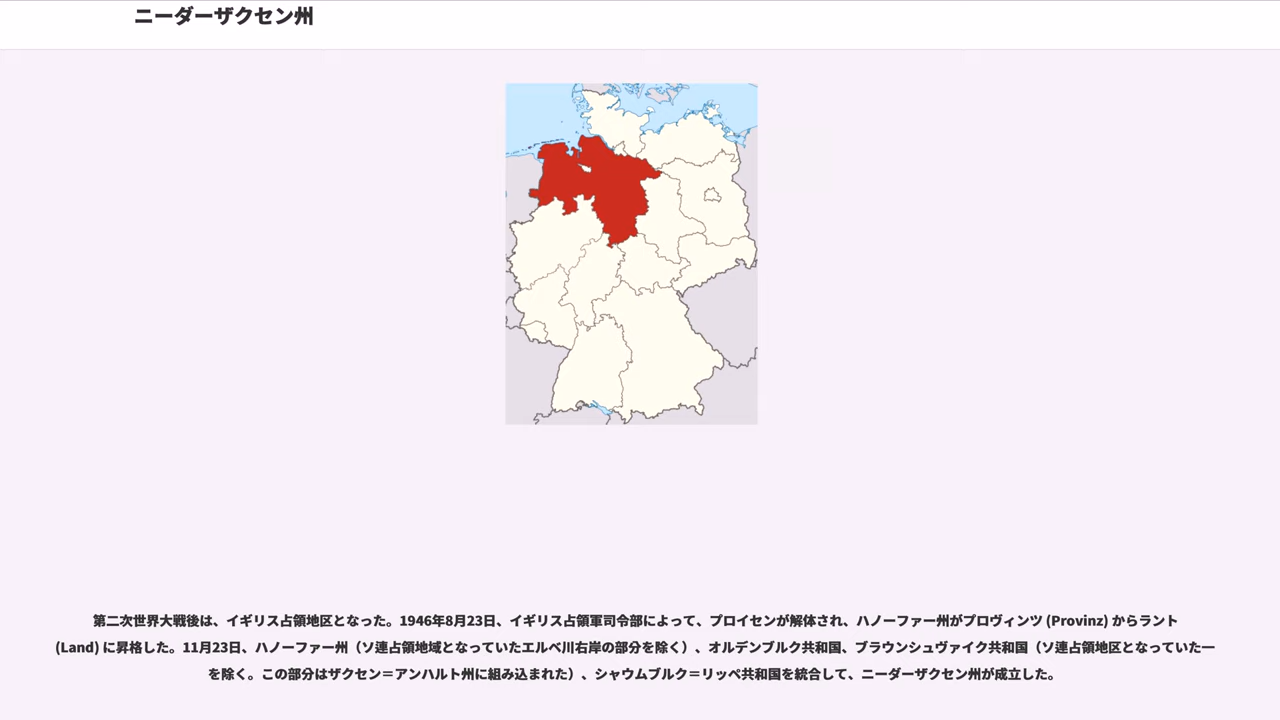 ニーダーザクセン州
第二次世界大戦後は、イギリス占領地区となった。1946年8月23日、イギリス占領軍司令部によって、プロイセンが解体され、ハノーファー州がプロヴィンツ (Provinz) からラント
(Land) に昇格した。11月23日、ハノーファー州（ソ連占領地域となっていたエルベ川右岸の部分を除く）、オルデンブルク共和国、ブラウンシュヴァイク共和国（ソ連占領地区となっていた一
を除く。この部分はザクセン＝アンハルト州に組み込まれた）、シャウムブルク＝リッペ共和国を統合して、ニーダーザクセン州が成立した。